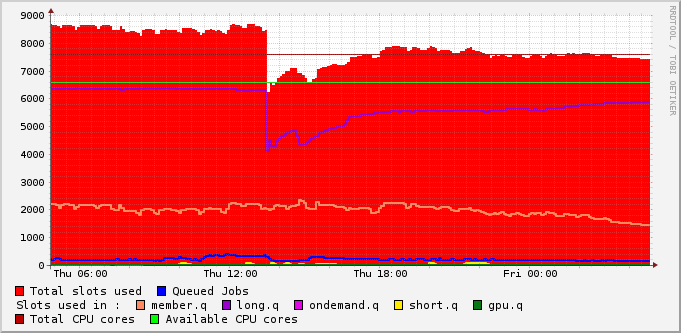 9000
8000
7000
6000
5000
4000
3000
2000
1000
0
Thu 06:00 Thu 12:00 Thu 18:00 Fri 00:00
Total slots used Queued Jobs
Slots used in : member.q long.q ondemand.q short.q gpu.q
Total CPU cores Available CPU cores
RRDTOOL / TOBI OETIKER